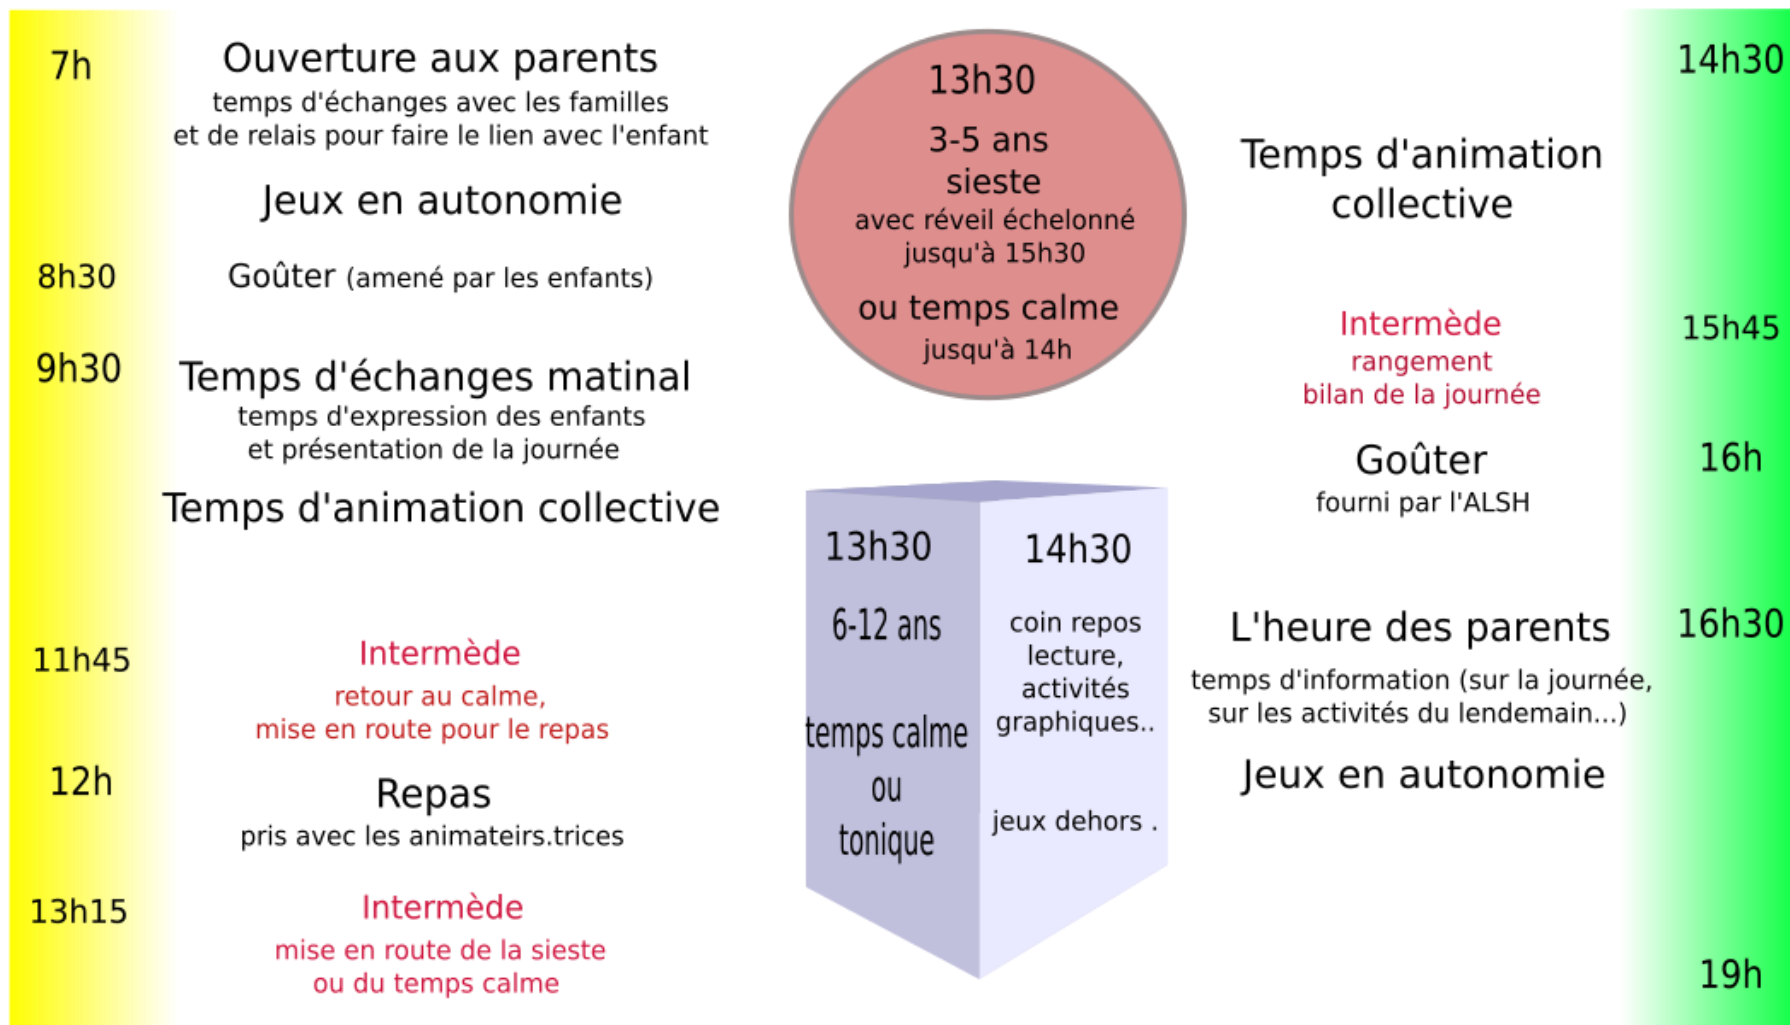 7h
Ouverture aux parents
temps d'échanges avec les familles
et de relais pour faire le lien avec l'enfant
Jeux en autonomie
8h30
Goûter (amené par les enfants)
9h30
Temps d'échanges matinal
temps d'expression des enfants
et présentation de la journée
Temps d'animation collective
11h45
Intermède
retour au calme,
mise en route pour le repas
12h
Repas
pris avec les animateirs.trices
13h15
Intermède
mise en route de la sieste
ou du temps calme
13h30
3-5 ans
sieste
avec réveil échelonné
jusqu'à 15h30
ou temps calme
jusqu'à 14h
13h30
6-12 ans
temps calme
ou
tonique
14h30
coin repos
lecture,
activités
graphiques..
jeux dehors .
14h30
Temps d'animation
collective
15h45
Intermède
rangement
bilan de la journée
16h
Goûter
fourni par l'ALSH
16h30
L'heure des parents
temps d'information (sur la journée,
sur les activités du lendemain...)
Jeux en autonomie
19h